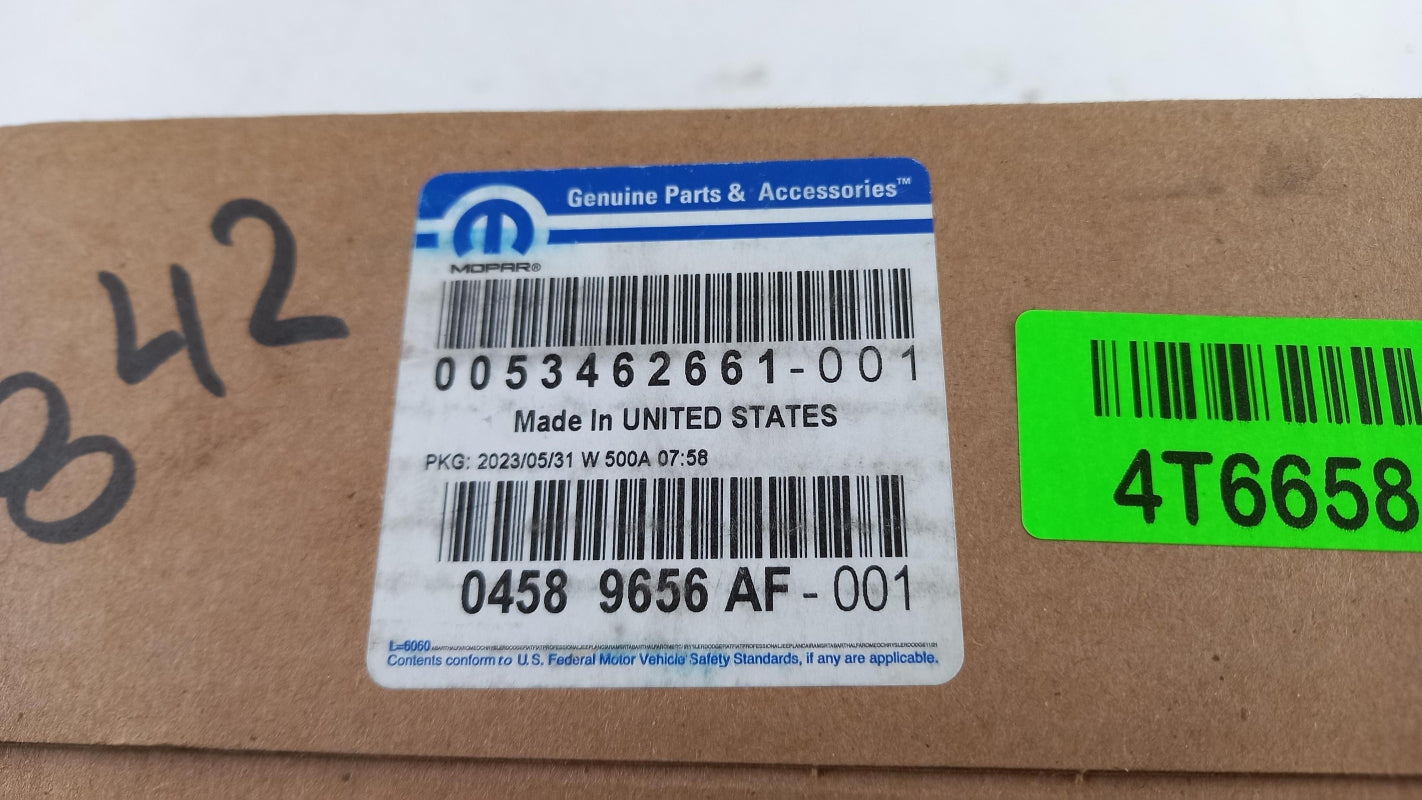 842
Genuine Parts & Accessories™
MOPAR®
0053462661-001
Made In UNITED STATES
PKG: 2023/05/31 W 500A 07:58
0458 9656 AF-001
L=6060
Contents conform to U.S. Federal Motor Vehicle Safety Standards, if any are applicable.
4T6658